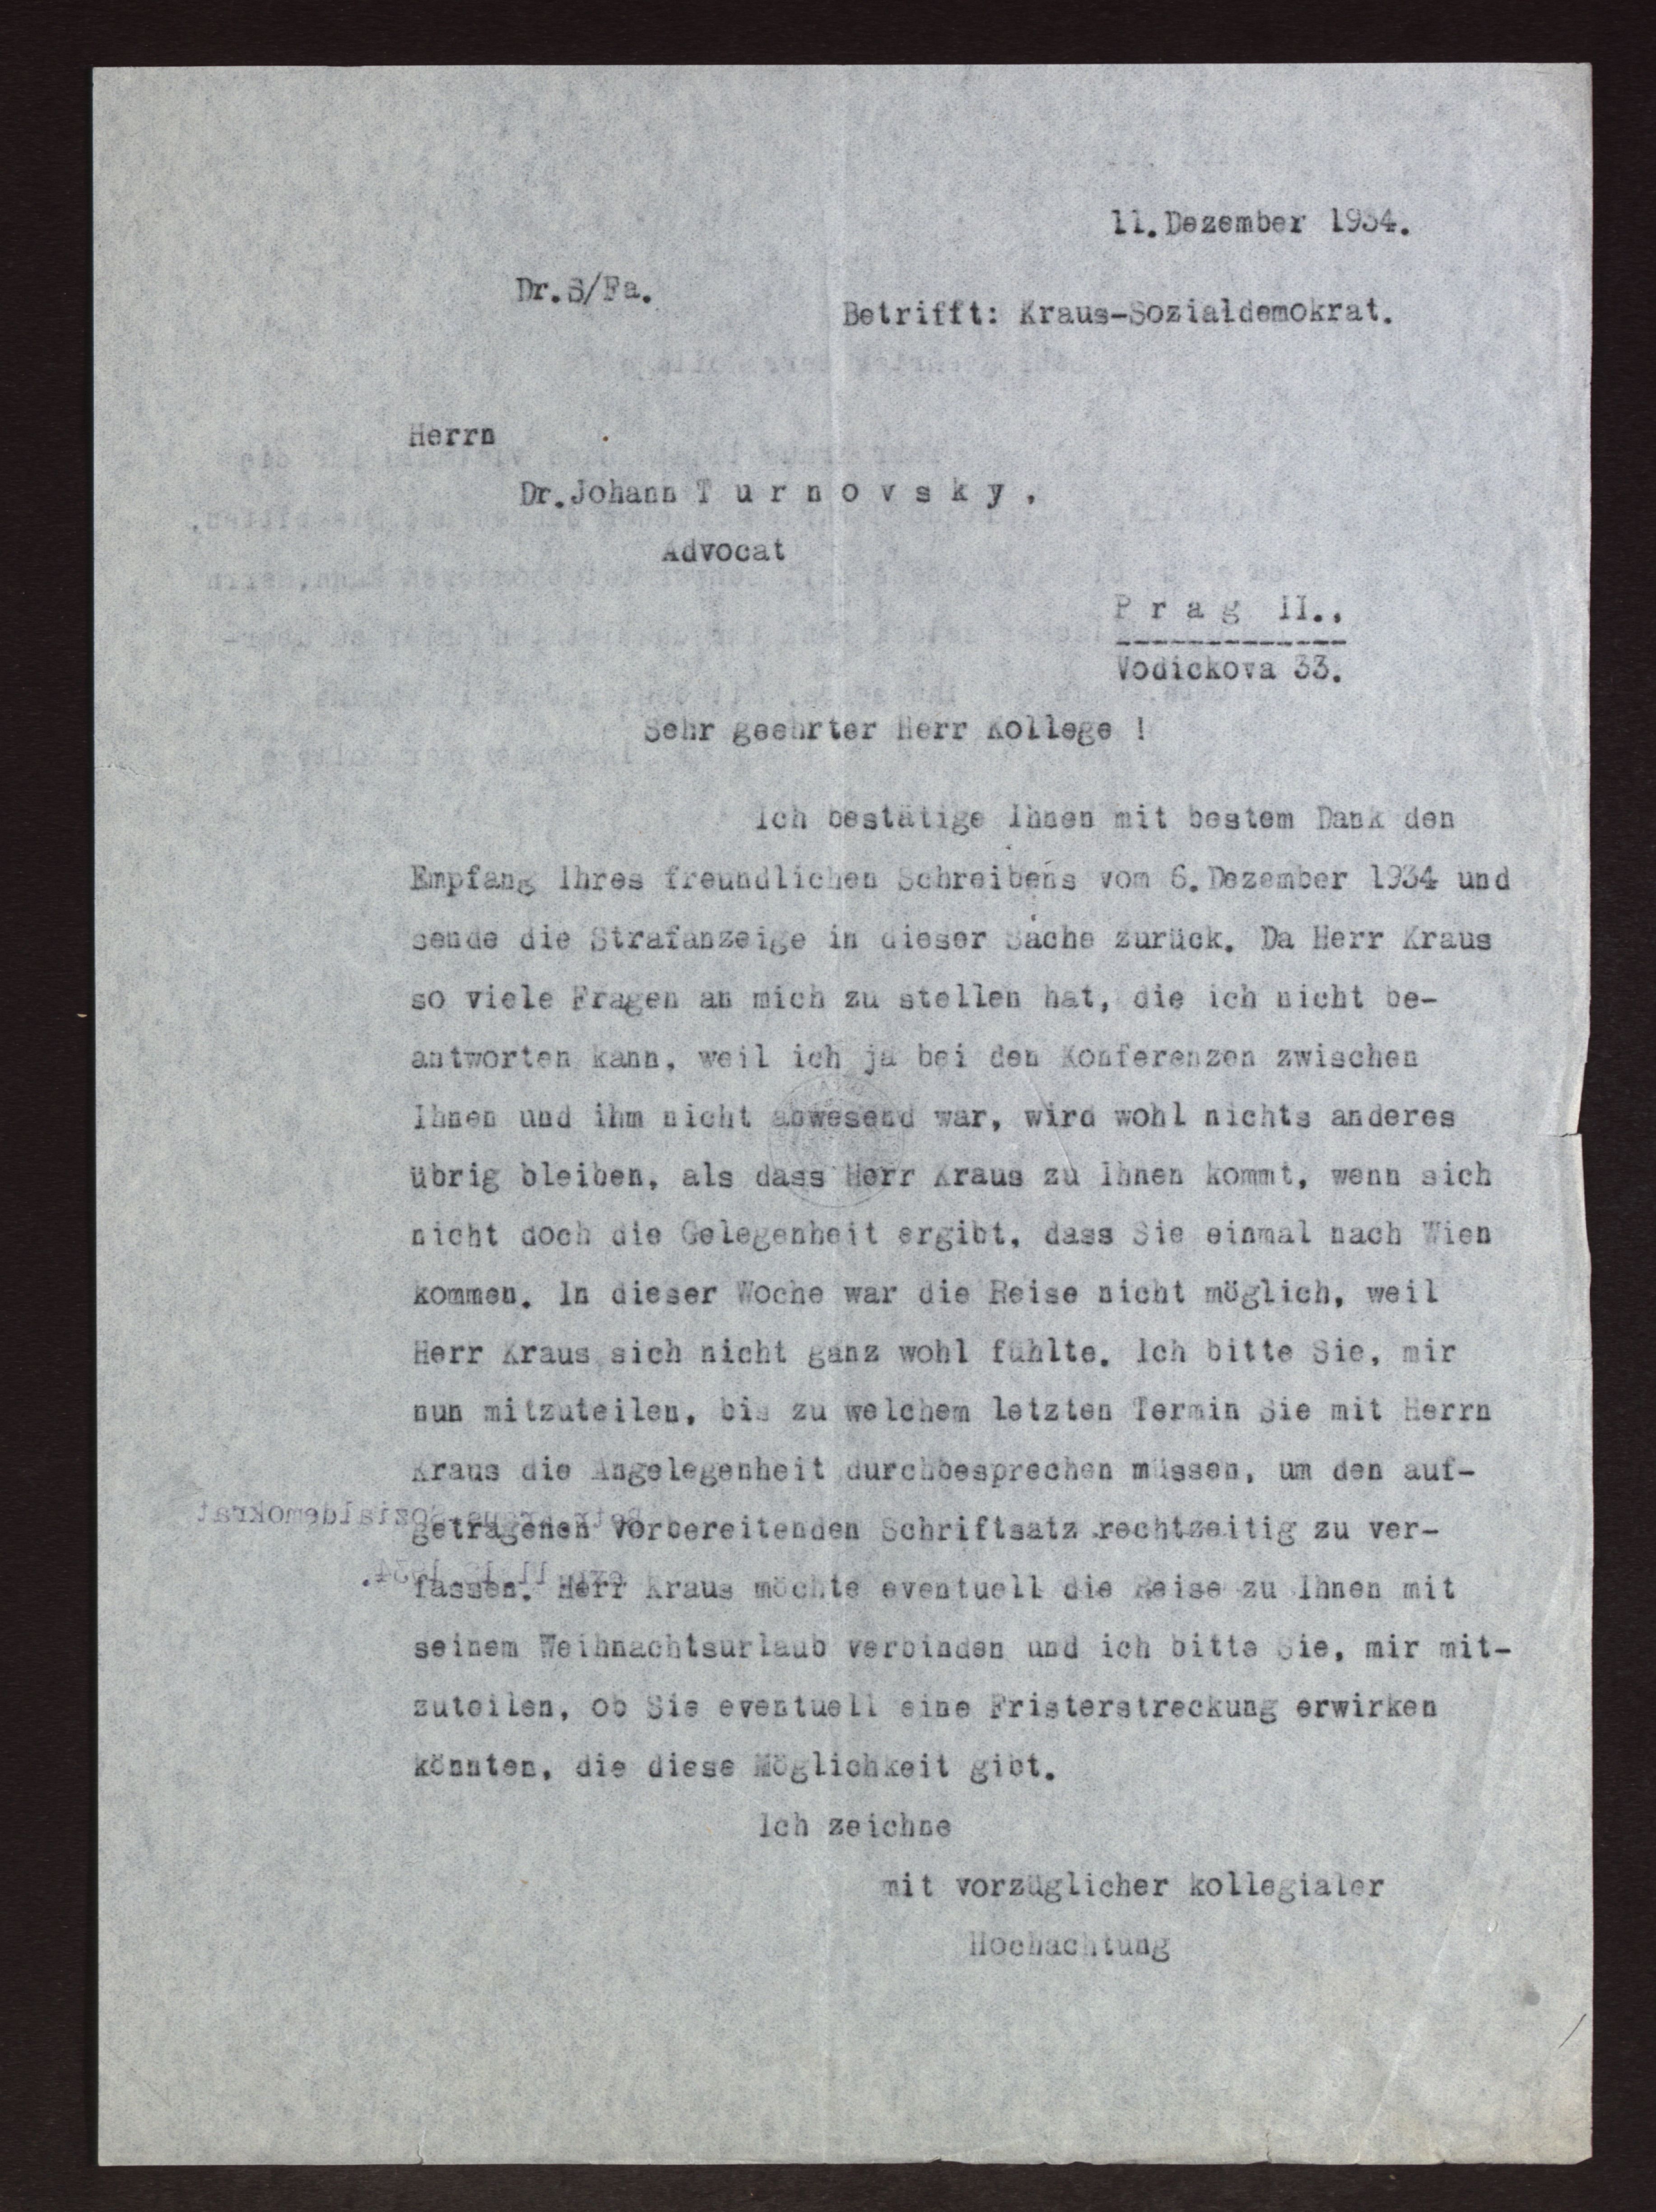 11.Dezember 1934.
Dr.S/Fa.
Betrifft: Kraus-Sozialdemokrat.
Herrn
Dr.Johann T u r n o v s k y ,
Advocat
P r a g II.,
Vodickova 33.
Sehr geehrter Herr Kollege !
Ich bestätige Ihnen mit bestem Dank den
Empfang Ihres freundlichen Schreibens vom 6.Dezember 1934 und
sende die Strafanzeige in dieser Sache zurück. Da Herr Kraus
so viele Fragen an mich zu stellen hat, die ich nicht be-
antworten kann, weil ich ja bei den Konferenzen zwischen
Ihnen und ihm nicht anwesend war, wird wohl nichts anderes
übrig bleiben, als dass Herr Kraus zu Ihnen kommt, wenn sich
nicht doch die Gelegenheit ergibt, dass Sie einmal nach Wien
kommen. In dieser Woche war die Reise nicht möglich, weil
Herr Kraus sich nicht ganz wohl fühlte. Ich bitte Sie, mir
nun mitzuteilen, bis zu welchem letzten Termin Sie mit Herrn
Kraus die Angelegenheit durchbesprechen müssen, um den auf-
getragenen vorbereitenden Schriftsatz rechtzeitig zu ver-
fassen. Herr Kraus möchte eventuell die Reise zu Ihnen mit
seinem Weihnachtsurlaub verbinden und ich bitte Sie, mir mit-
zuteilen, ob Sie eventuell eine Fristerstreckung erwirken
könnten, die diese Möglichkeit gibt.
Ich zeichne
mit vorzüglicher kollegialer
Hochachtung